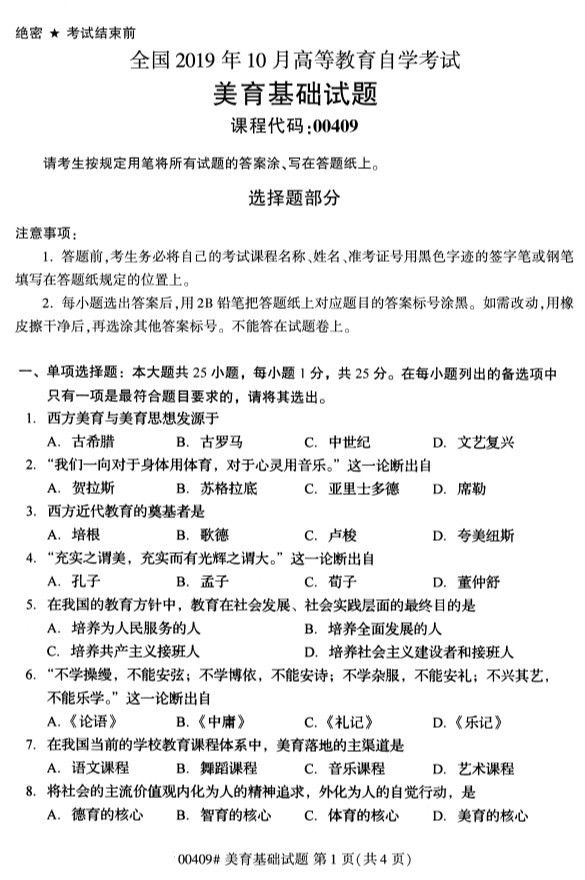 绝密 ★ 考试结束前
全国 2019 年 10 月高等教育自学考试
美育基础试题
课程代码:00409
请考生按规定用笔将所有试题的答案涂、写在答题纸上。
选择题部分
注意事项:
1. 答题前,考生务必将自己的考试课程名称、姓名、准考证号用黑色字迹的签字笔或钢笔
填写在答题纸规定的位置上。
2. 每小题选出答案后,用 2B 铅笔把答题纸上对应题目的答案标号涂黑。如需改动,用橡
皮擦干净后,再选涂其他答案标号。不能答在试题卷上。
一、单项选择题：本大题共 25 小题，每小题 1 分，共 25 分。在每小题列出的备选项中
只有一项是最符合题目要求的，请将其选出。
1. 西方美育与美育思想发源于
A. 古希腊 B. 古罗马 C. 中世纪 D. 文艺复兴
2. “我们一向对于身体用体育，对于心灵用音乐。”这一论断出自
A. 贺拉斯 B. 苏格拉底 C. 亚里士多德 D. 席勒
3. 西方近代教育的奠基者是
A. 培根 B. 歌德 C. 卢梭 D. 夸美纽斯
4. “充实之谓美，充实而有光辉之谓大。”这一论断出自
A. 孔子 B. 孟子 C. 荀子 D. 董仲舒
5. 在我国的教育方针中，教育在社会发展、社会实践层面的最终目的是
A. 培养为人民服务的人 B. 培养全面发展的人
C. 培养共产主义接班人 D. 培养社会主义建设者和接班人
6. “不学操缦，不能安弦；不学博依，不能安诗；不学杂服，不能安礼；不兴其艺，
不能乐学。”这一论断出自
A.《论语》 B.《中庸》 C.《礼记》 D.《乐记》
7. 在我国当前的学校教育课程体系中，美育落地的主渠道是
A. 语文课程 B. 舞蹈课程 C. 音乐课程 D. 艺术课程
8. 将社会的主流价值观内化为人的精神追求，外化为人的自觉行动，是
A. 德育的核心 B. 智育的核心 C. 体育的核心 D. 美育的核心
00409# 美育基础试题 第 1 页(共 4 页)